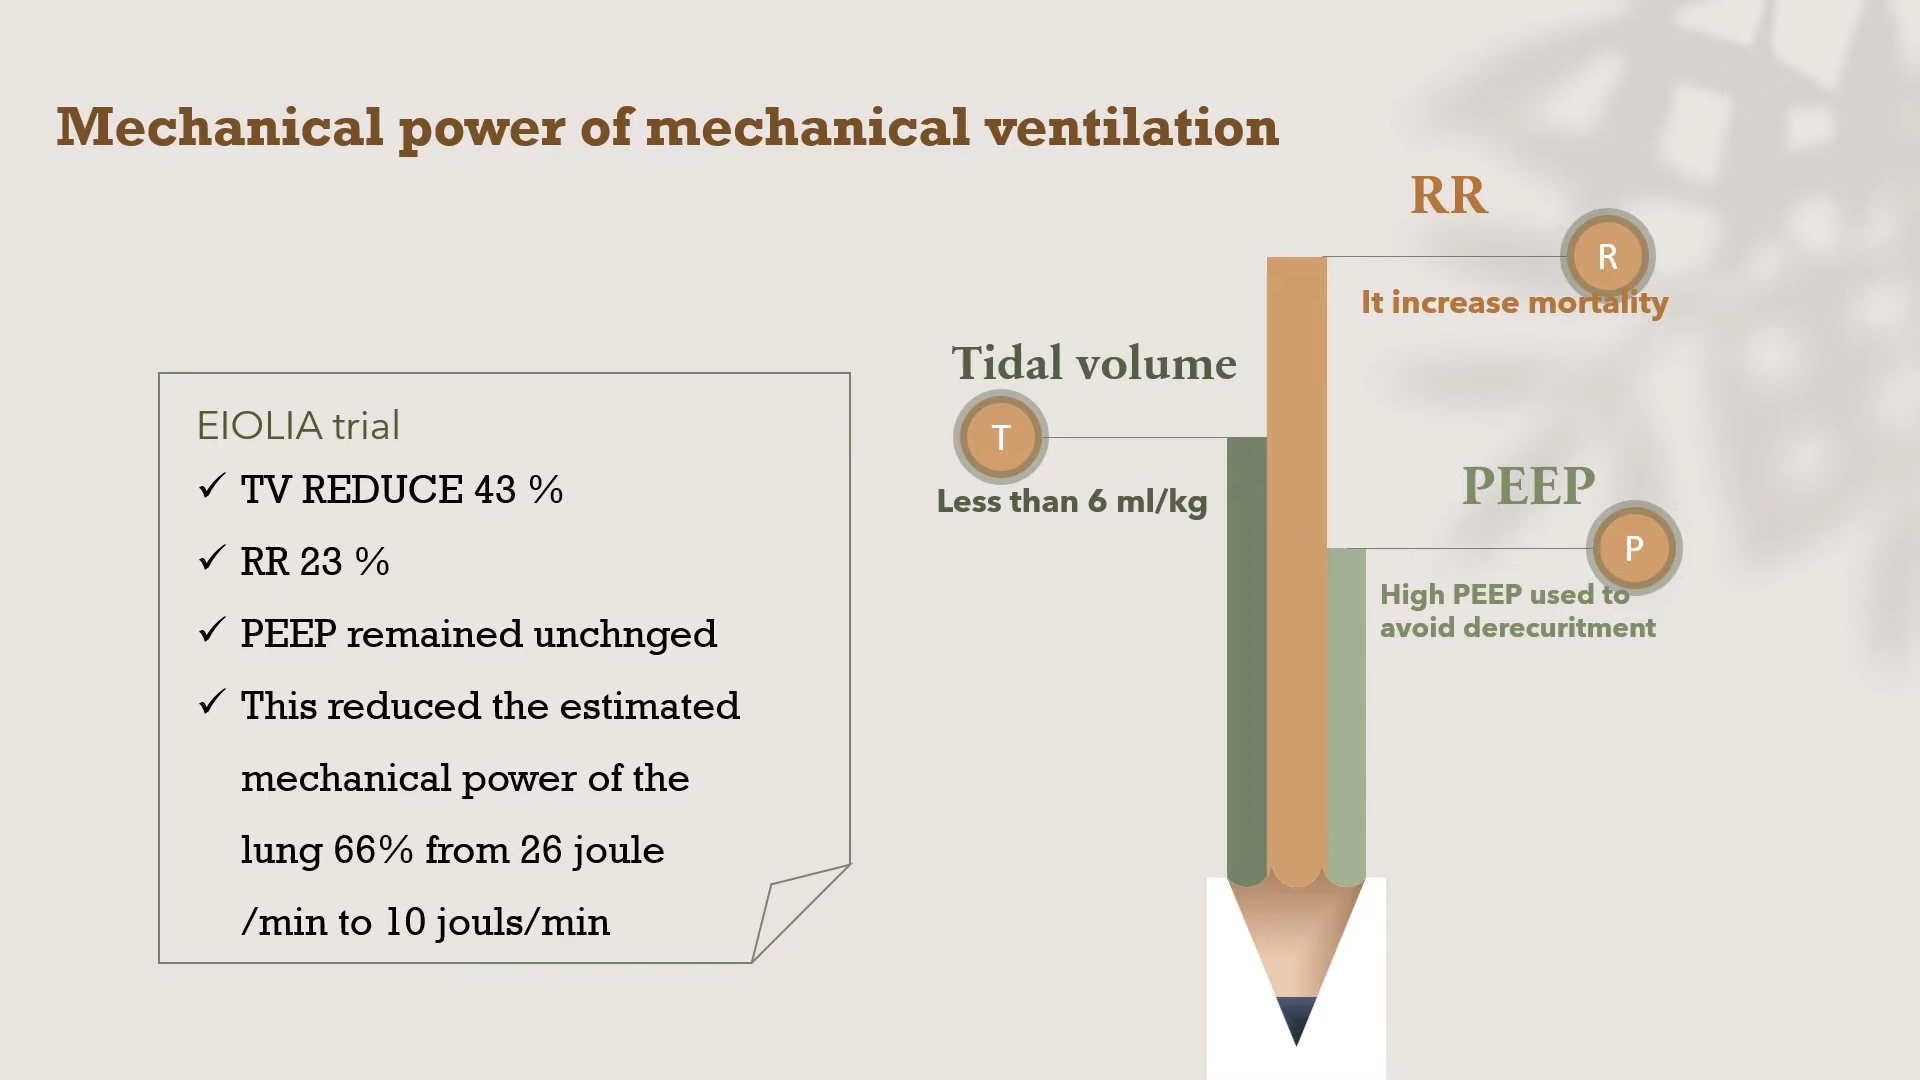 Mechanical power of mechanical ventilation
EIOLIA trial
✓ TV REDUCE 43 %
✓ RR 23 %
✓ PEEP remained unchnged
✓ This reduced the estimated
mechanical power of the
lung 66% from 26 joule
/min to 10 jouls/min
Tidal volume
T
Less than 6 ml/kg
RR
R
It increase mortality
PEEP
P
High PEEP used to
avoid derecuritment